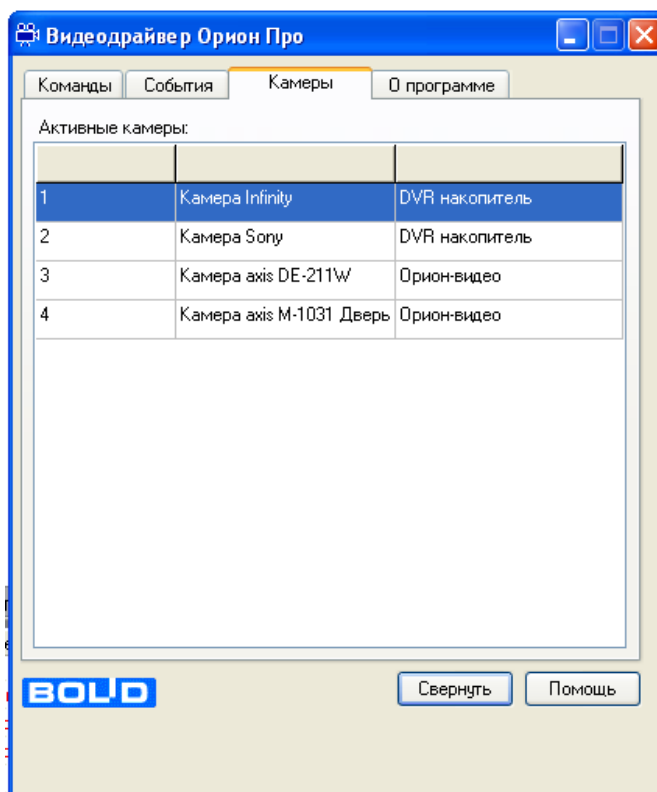 Видеодрайвер Орион Про
Команды События Камеры О программе
Активные камеры:
1 Камера Infinity DVR накопитель
2 Камера Sony DVR накопитель
3 Камера axis DE-211W Орион-видео
4 Камера axis M-1031 Дверь Орион-видео
BOLID Свернуть Помощь